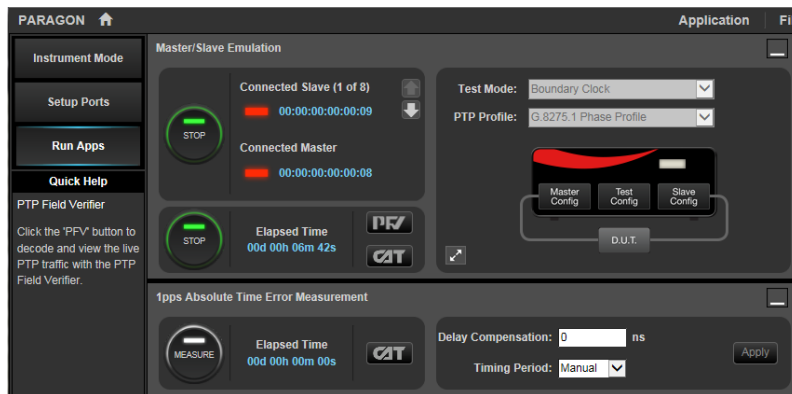 PARAGON
Application
Fi
Instrument Mode
Setup Ports
Run Apps
Quick Help
PTP Field Verifier
Click the 'PFV' button to
decode and view the live
PTP traffic with the PTP
Field Verifier.
Master/Slave Emulation
STOP
Connected Slave (1 of 8)
00:00:00:00:00:09
Connected Master
00:00:00:00:00:08
STOP
Elapsed Time
00d 00h 06m 42s
PFV
CAT
Test Mode: Boundary Clock
PTP Profile: G.8275.1 Phase Profile
Master
Config
Test
Config
Slave
Config
D.U.T.
1pps Absolute Time Error Measurement
MEASURE
Elapsed Time
00d 00h 00m 00s
CAT
Delay Compensation: 0 ns
Timing Period: Manual
Apply